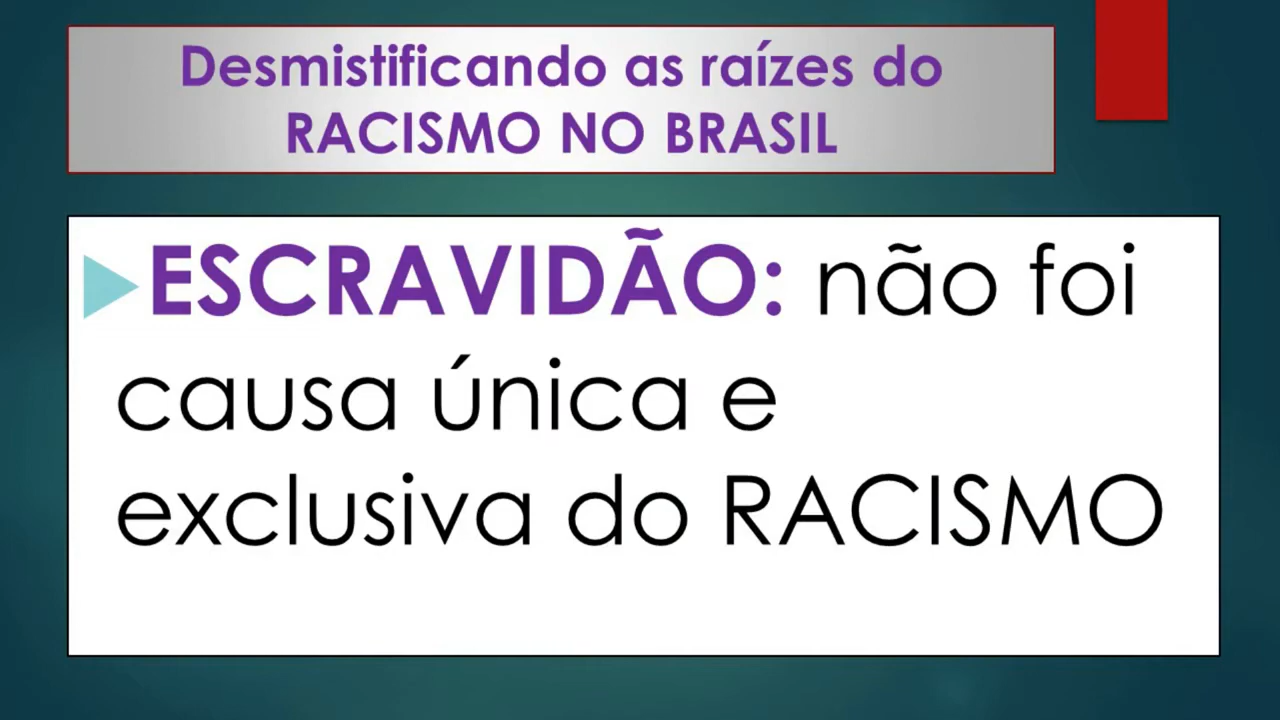 Desmistificando as raízes do
RACISMO NO BRASIL
ESCRAVIDÃO: não foi
causa única e
exclusiva do RACISMO